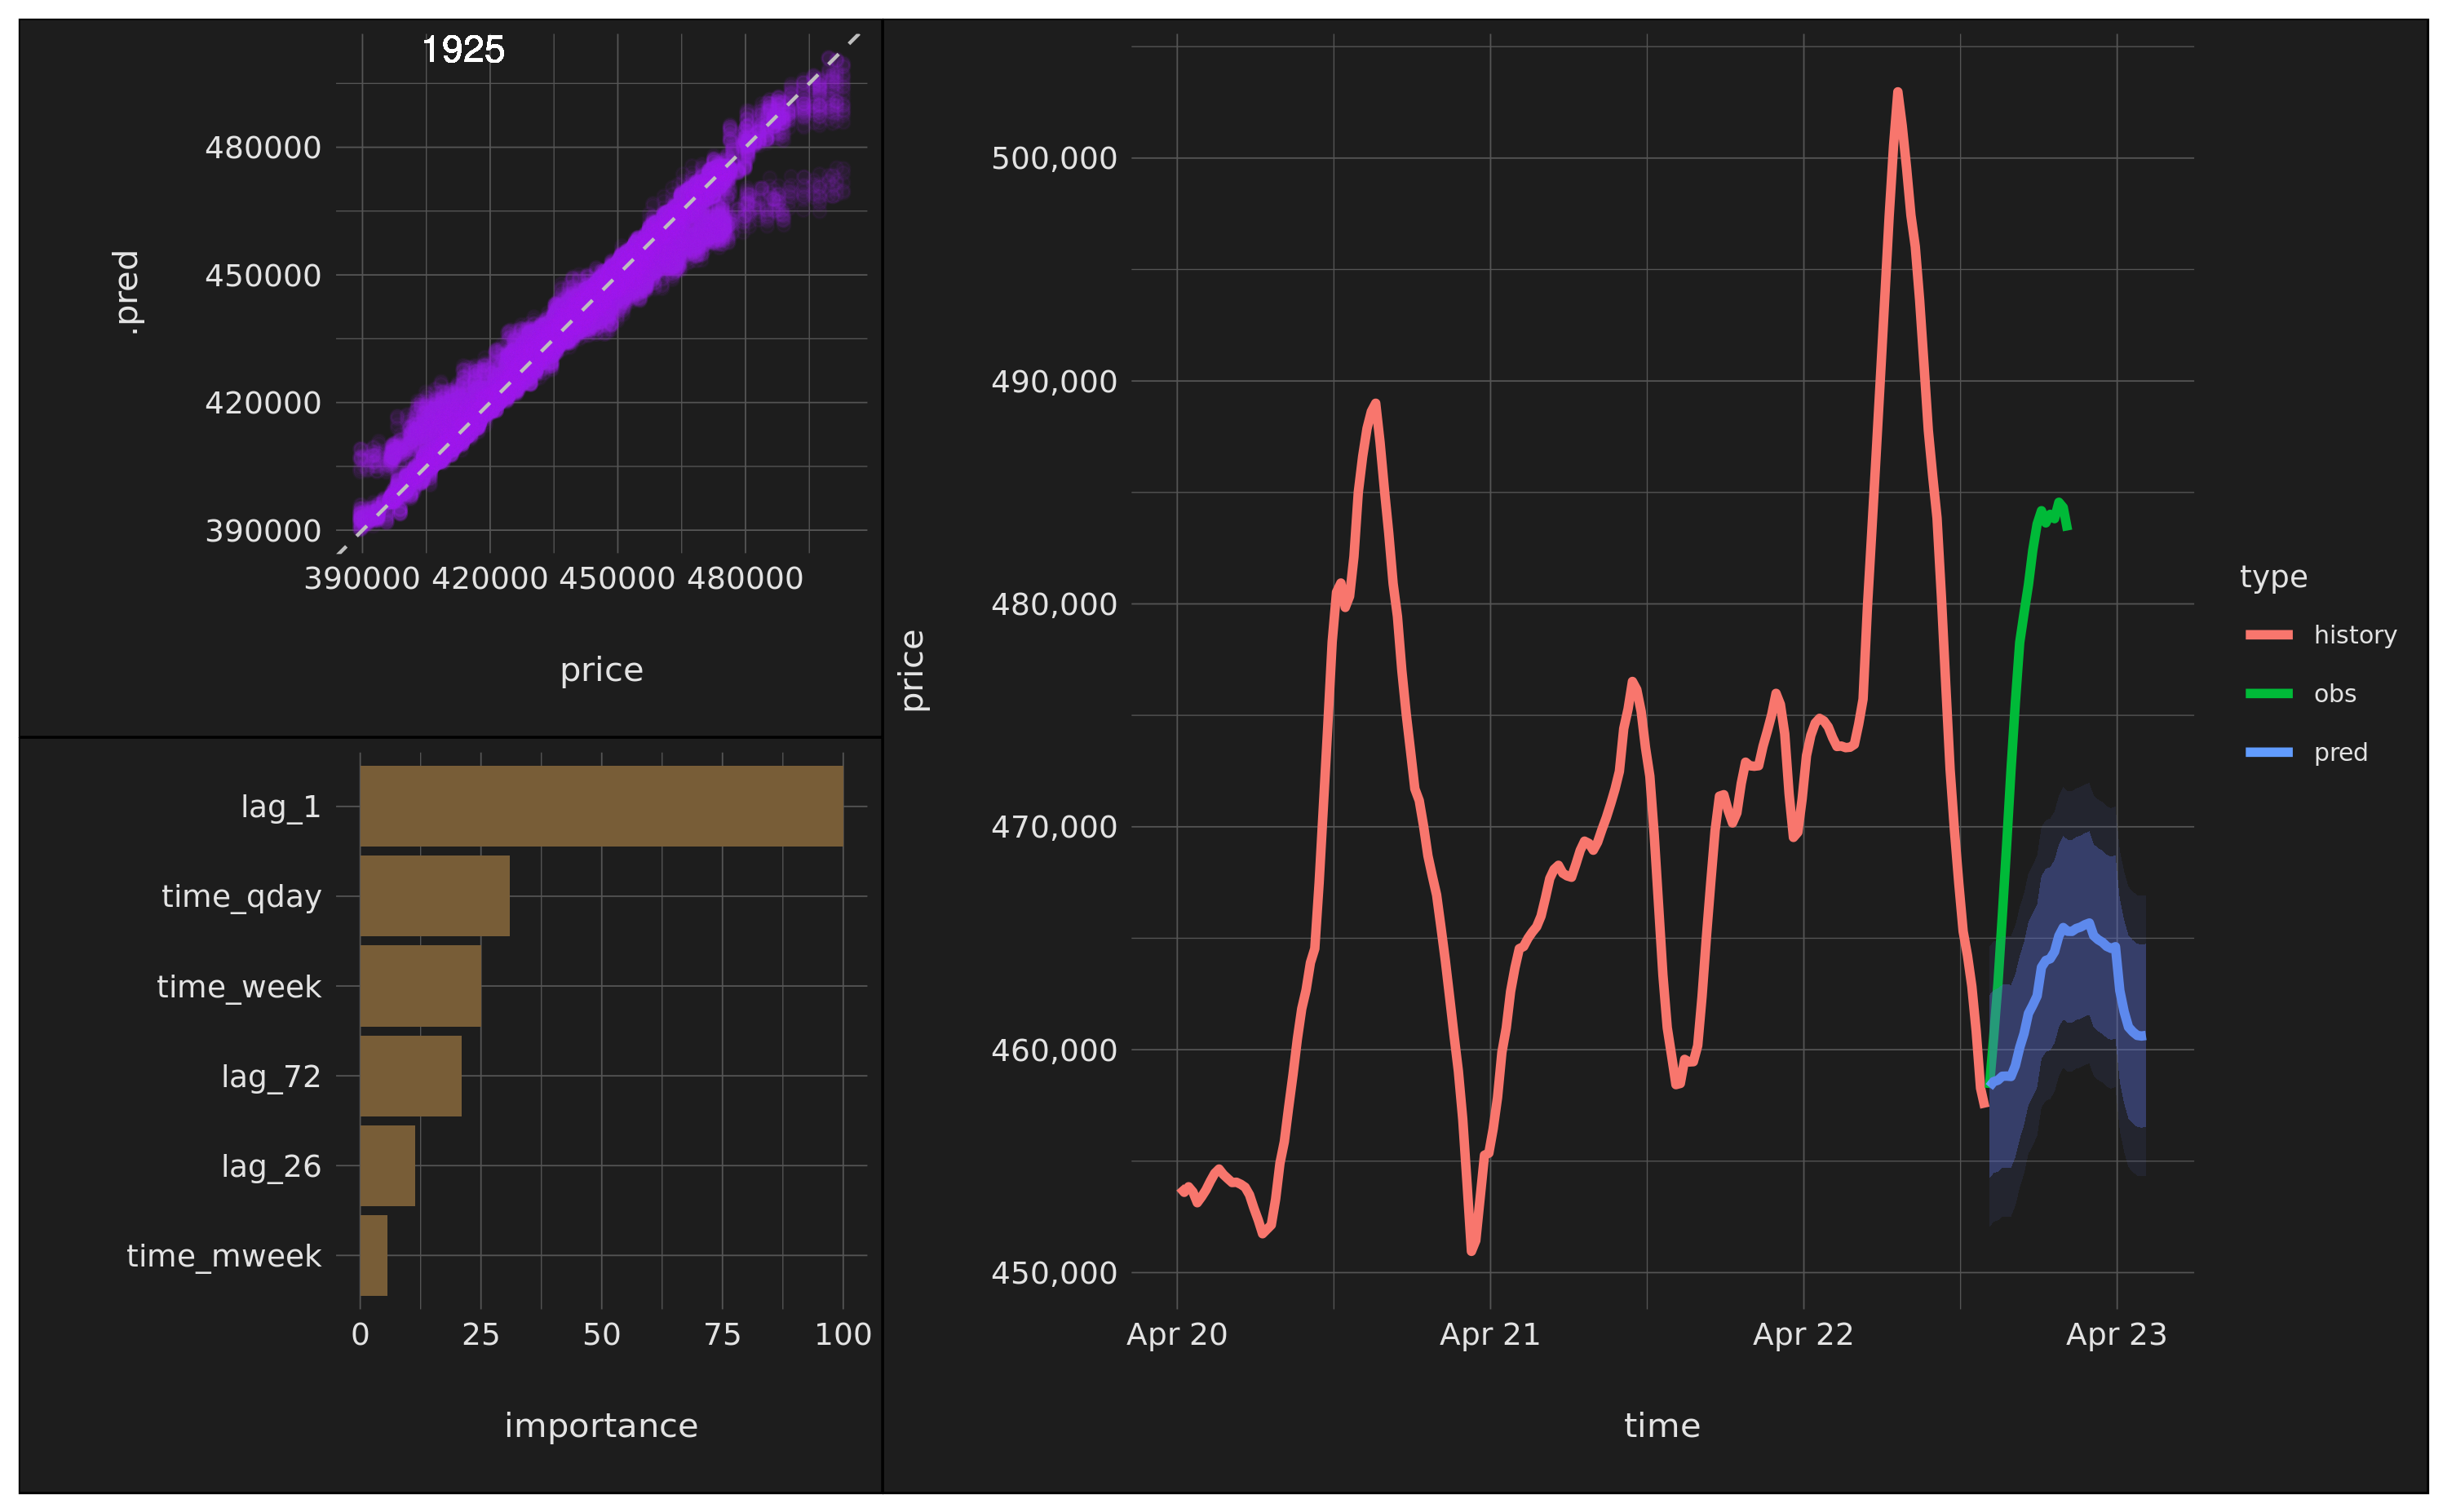 1925
480000
450000
420000
390000
.pred
390000 420000 450000 480000
price
lag_1
time_qday
time_week
lag_72
lag_26
time_mweek
0 25 50 75 100
importance
500,000
490,000
480,000
470,000
460,000
450,000
price
Apr 20 Apr 21 Apr 22 Apr 23
time
type
history
obs
pred